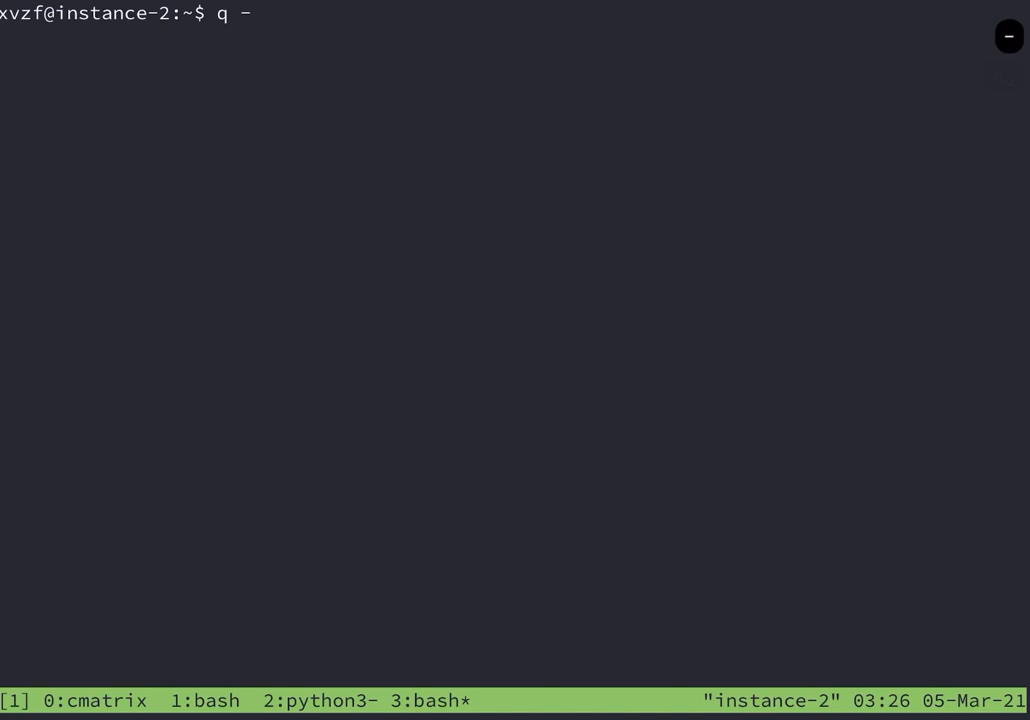 xvzf@instance-2:~$ q -
-
[1] 0:cmatrix  1:bash  2:python3- 3:bash*  "instance-2" 03:26 05-Mar-21